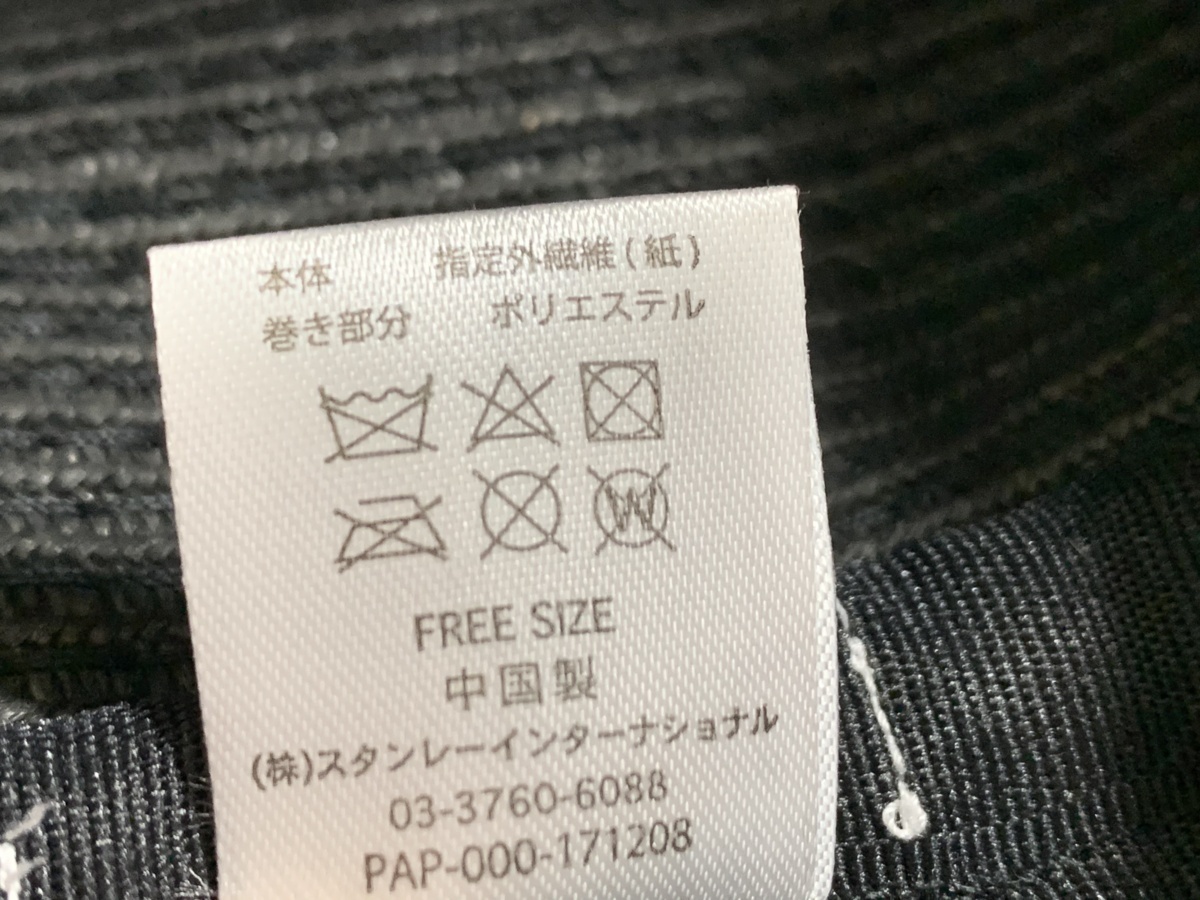 本体 指定外繊維(紙)
巻き部分 ポリエステル
W
FREE SIZE
中国製
(株)スタンレーインターナショナル
03-3760-6088
PAP-000-171208